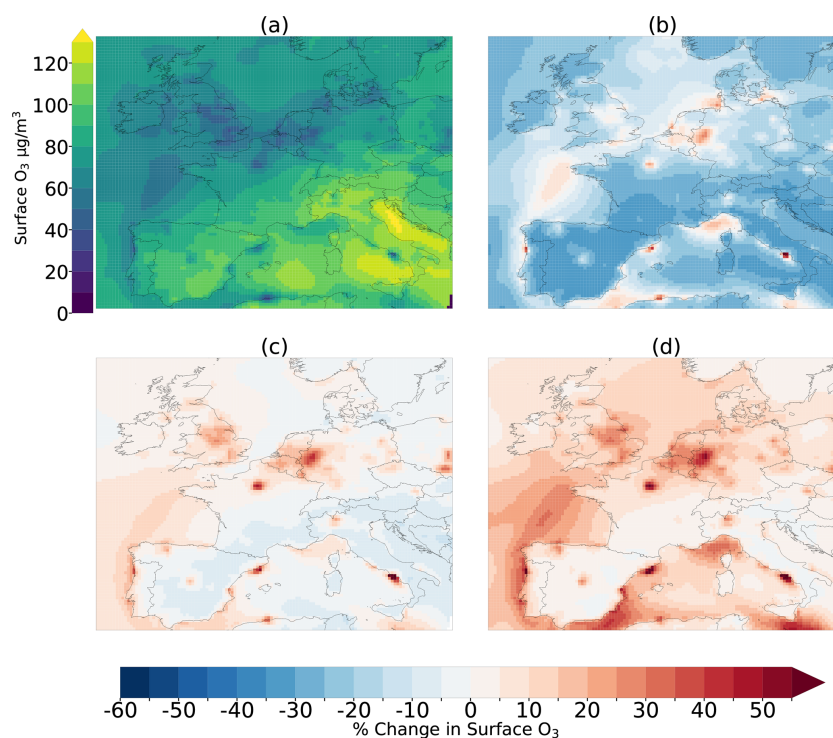 (a)
(b)
120
100
80
60
40
20
0
Surface O₃ μg/m³
(c)
(d)
-60 -50 -40 -30 -20 -10 0 10 20 30 40 50
% Change in Surface O₃